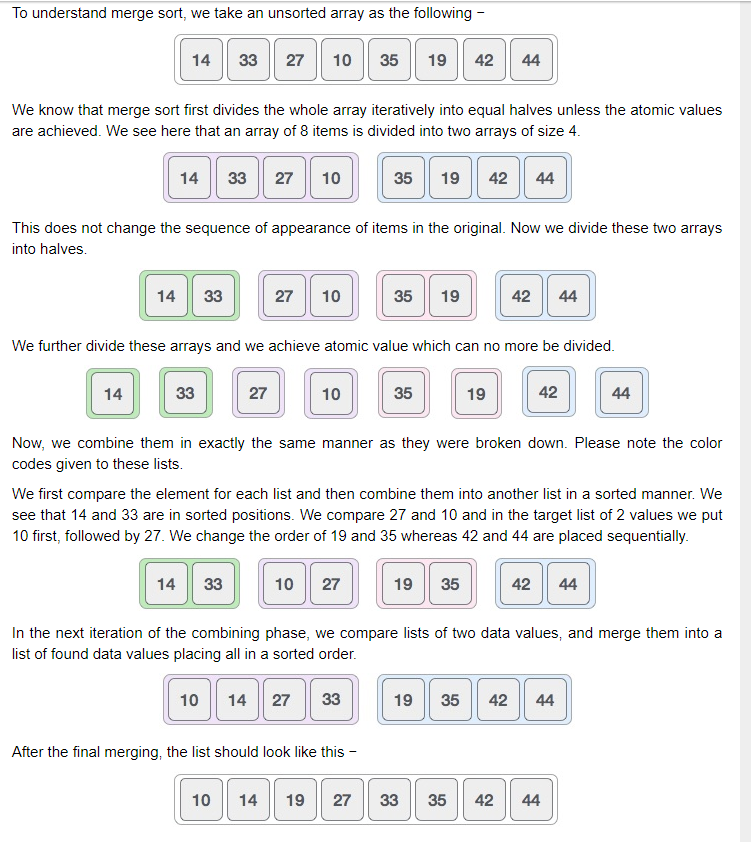 To understand merge sort, we take an unsorted array as the following −
14 33 27 10 35 19 42 44
We know that merge sort first divides the whole array iteratively into equal halves unless the atomic values
are achieved. We see here that an array of 8 items is divided into two arrays of size 4.
14 33 27 10 35 19 42 44
This does not change the sequence of appearance of items in the original. Now we divide these two arrays
into halves.
14 33 27 10 35 19 42 44
We further divide these arrays and we achieve atomic value which can no more be divided.
14 33 27 10 35 19 42 44
Now, we combine them in exactly the same manner as they were broken down. Please note the color
codes given to these lists.
We first compare the element for each list and then combine them into another list in a sorted manner. We
see that 14 and 33 are in sorted positions. We compare 27 and 10 and in the target list of 2 values we put
10 first, followed by 27. We change the order of 19 and 35 whereas 42 and 44 are placed sequentially.
14 33 10 27 19 35 42 44
In the next iteration of the combining phase, we compare lists of two data values, and merge them into a
list of found data values placing all in a sorted order.
10 14 27 33 19 35 42 44
After the final merging, the list should look like this −
10 14 19 27 33 35 42 44